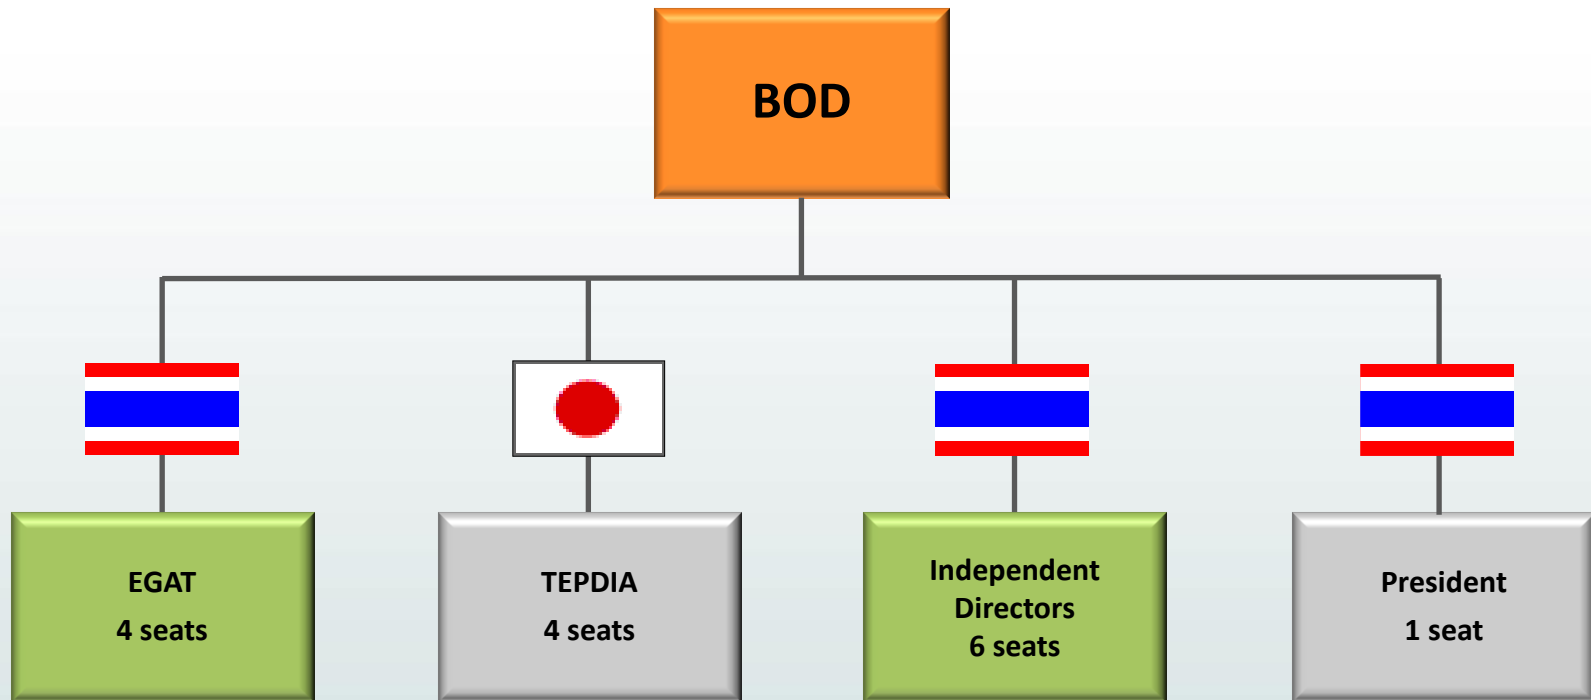 BOD
EGAT
4 seats
TEPDIA
4 seats
Independent
Directors
6 seats
President
1 seat